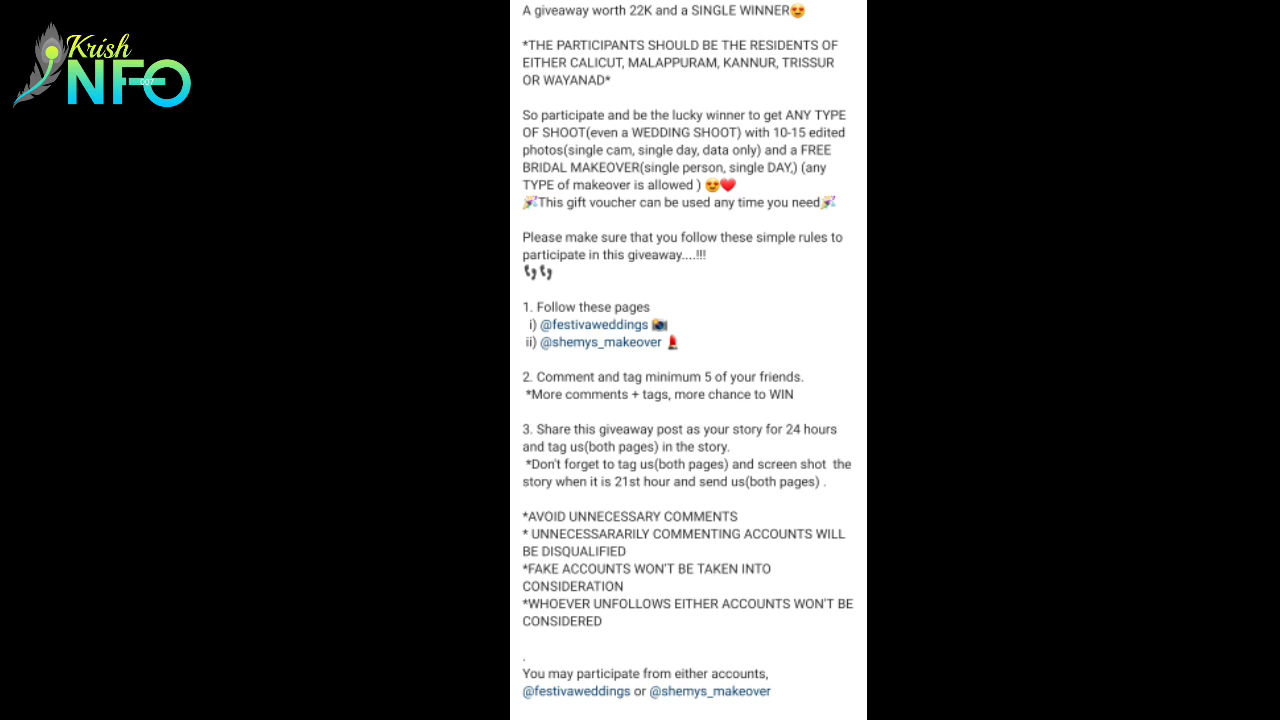 Krish
NFO
007
A giveaway worth 22K and a SINGLE WINNER😍
*THE PARTICIPANTS SHOULD BE THE RESIDENTS OF
EITHER CALICUT, MALAPPURAM, KANNUR, TRISSUR
OR WAYANAD*
So participate and be the lucky winner to get ANY TYPE
OF SHOOT(even a WEDDING SHOOT) with 10-15 edited
photos(single cam, single day, data only) and a FREE
BRIDAL MAKEOVER(single person, single DAY,) (any
TYPE of makeover is allowed ) 😍❤️
🎉This gift voucher can be used any time you need🎉
Please make sure that you follow these simple rules to
participate in this giveaway....!!!
👣👣
1. Follow these pages
i) @festivaweddings 📸
ii) @shemys_makeover 💄
2. Comment and tag minimum 5 of your friends.
*More comments + tags, more chance to WIN
3. Share this giveaway post as your story for 24 hours
and tag us(both pages) in the story.
*Don't forget to tag us(both pages) and screen shot the
story when it is 21st hour and send us(both pages) .
*AVOID UNNECESSARY COMMENTS
* UNNECESSARARILY COMMENTING ACCOUNTS WILL
BE DISQUALIFIED
*FAKE ACCOUNTS WON'T BE TAKEN INTO
CONSIDERATION
*WHOEVER UNFOLLOWS EITHER ACCOUNTS WON'T BE
CONSIDERED
.
You may participate from either accounts,
@festivaweddings or @shemys_makeover